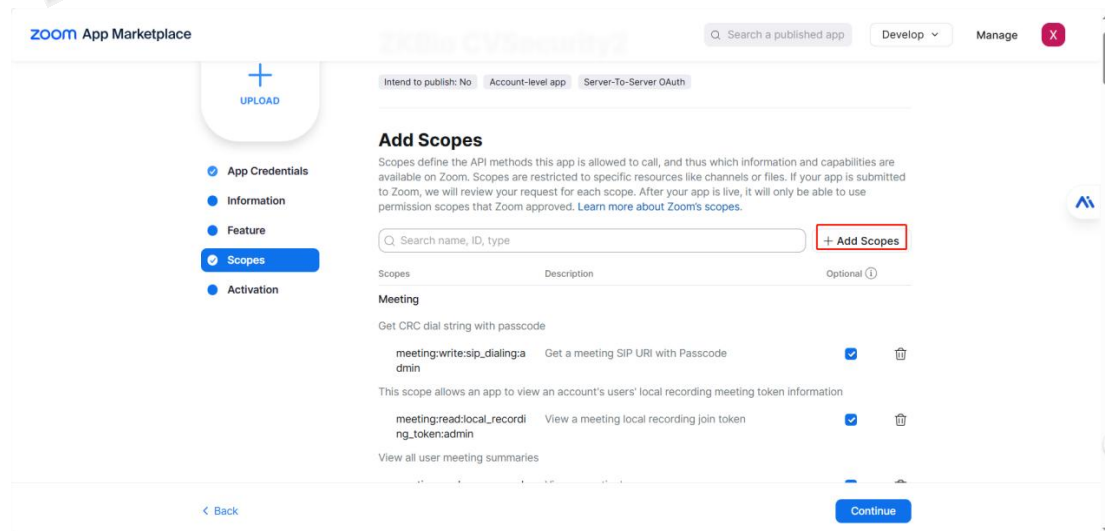 zoom App Marketplace
Search a published app
Develop
Manage
X
UPLOAD
Intend to publish: No Account-level app Server-To-Server OAuth
App Credentials
Information
Feature
Scopes
Activation
Add Scopes
Scopes define the API methods this app is allowed to call, and thus which information and capabilities are
available on Zoom. Scopes are restricted to specific resources like channels or files. If your app is submitted
to Zoom, we will review your request for each scope. After your app is live, it will only be able to use
permission scopes that Zoom approved. Learn more about Zoom's scopes.
Search name, ID, type
+ Add Scopes
Scopes Description Optional
Meeting
Get CRC dial string with passcode
meeting:write:sip_dialing:a
dmin
Get a meeting SIP URI with Passcode
This scope allows an app to view an account's users' local recording meeting token information
meeting:read:local_recordi
ng_token:admin
View a meeting local recording join token
View all user meeting summaries
Back
Continue